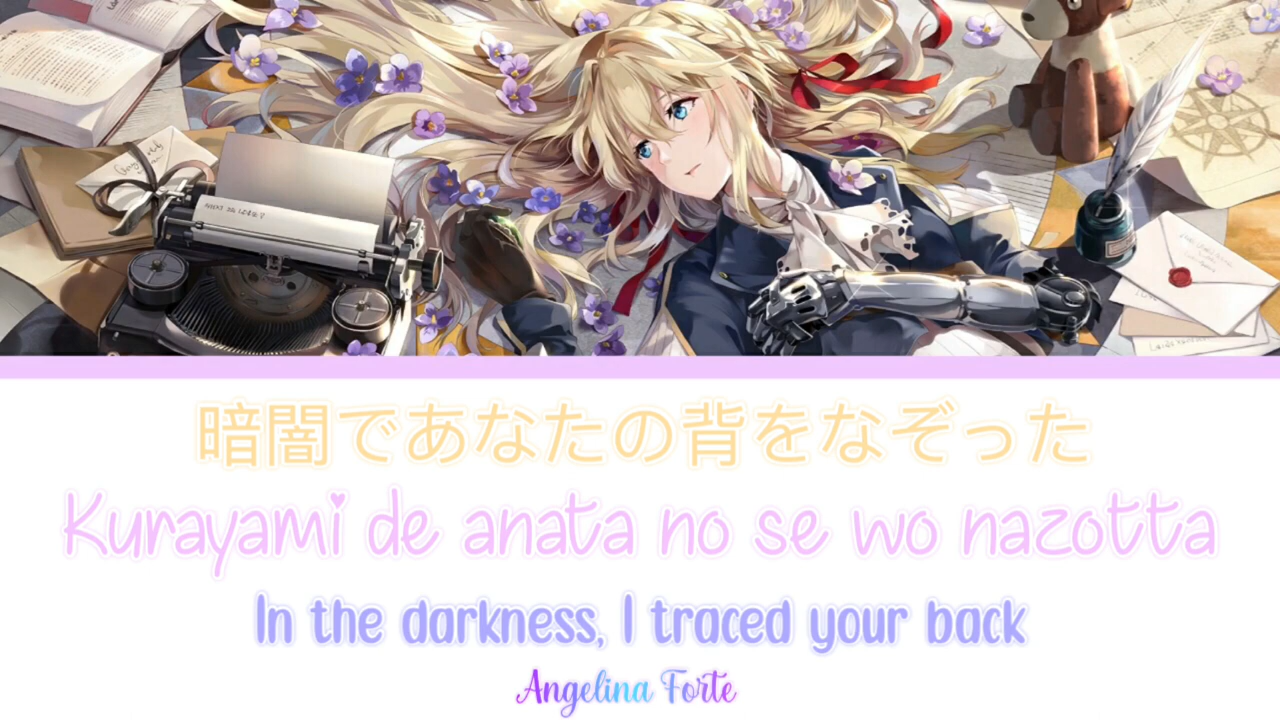 暗闇であなたの背をなぞった
Kurayami de anata no se wo nazotta
In the darkness, I traced your back
Angelina Forte